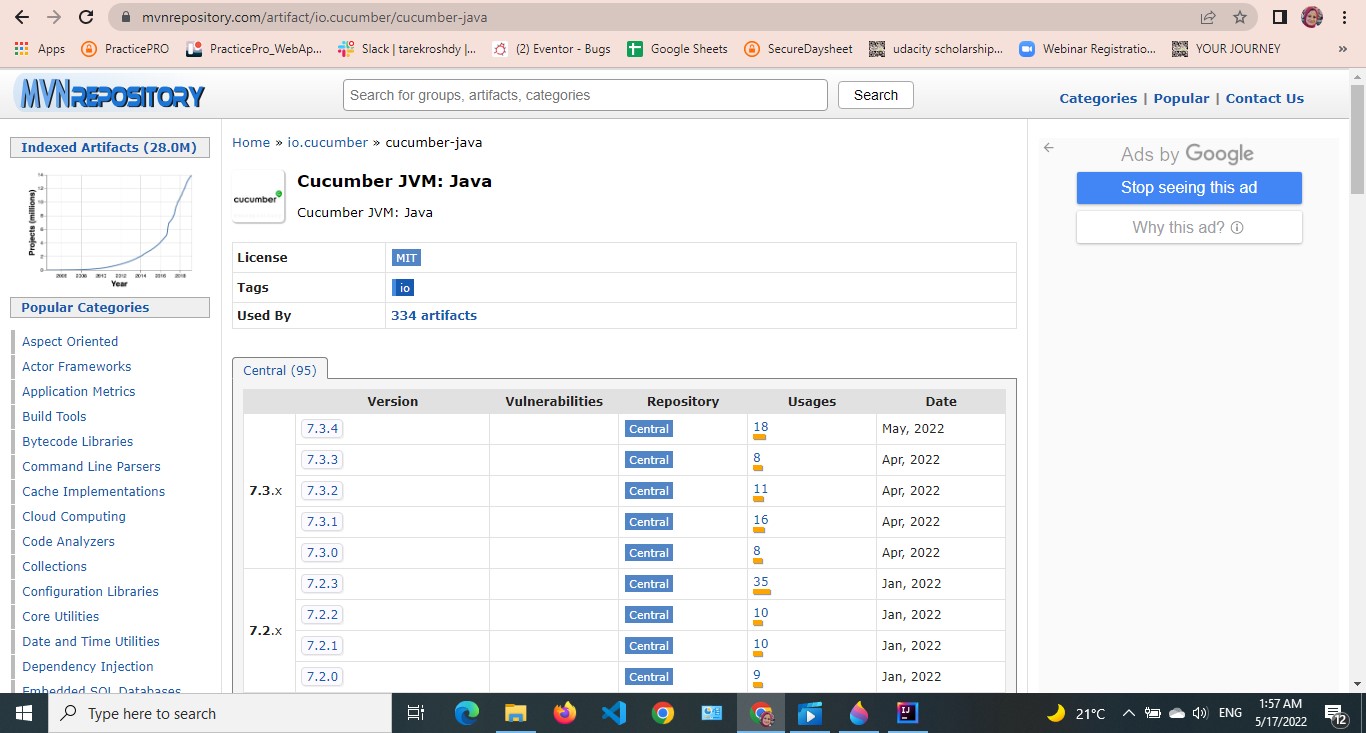 mvnrepository.com/artifact/io.cucumber/cucumber-java
Apps PracticePRO PracticePro_WebAp... Slack | tarekroshdy |... (2) Eventor - Bugs Google Sheets SecureDaysheet udacity scholarship... Webinar Registratio... YOUR JOURNEY »
MVNREPOSITORY
Search for groups, artifacts, categories
Search
Categories | Popular | Contact Us
Indexed Artifacts (28.0M)
Projects (millions)
Year
Popular Categories
Aspect Oriented
Actor Frameworks
Application Metrics
Build Tools
Bytecode Libraries
Command Line Parsers
Cache Implementations
Cloud Computing
Code Analyzers
Collections
Configuration Libraries
Core Utilities
Date and Time Utilities
Dependency Injection
Embedded SQL Databases
Home » io.cucumber » cucumber-java
cucumber
Cucumber JVM: Java
Cucumber JVM: Java
License MIT
Tags io
Used By 334 artifacts
Central (95)
Version Vulnerabilities Repository Usages Date
7.3.x
7.3.4 Central 18 May, 2022
7.3.3 Central 8 Apr, 2022
7.3.2 Central 11 Apr, 2022
7.3.1 Central 16 Apr, 2022
7.3.0 Central 8 Apr, 2022
7.2.x
7.2.3 Central 35 Jan, 2022
7.2.2 Central 10 Jan, 2022
7.2.1 Central 10 Jan, 2022
7.2.0 Central 9 Jan, 2022
Ads by Google
Stop seeing this ad
Why this ad?
Type here to search
21°C
ENG
1:57 AM
5/17/2022
12